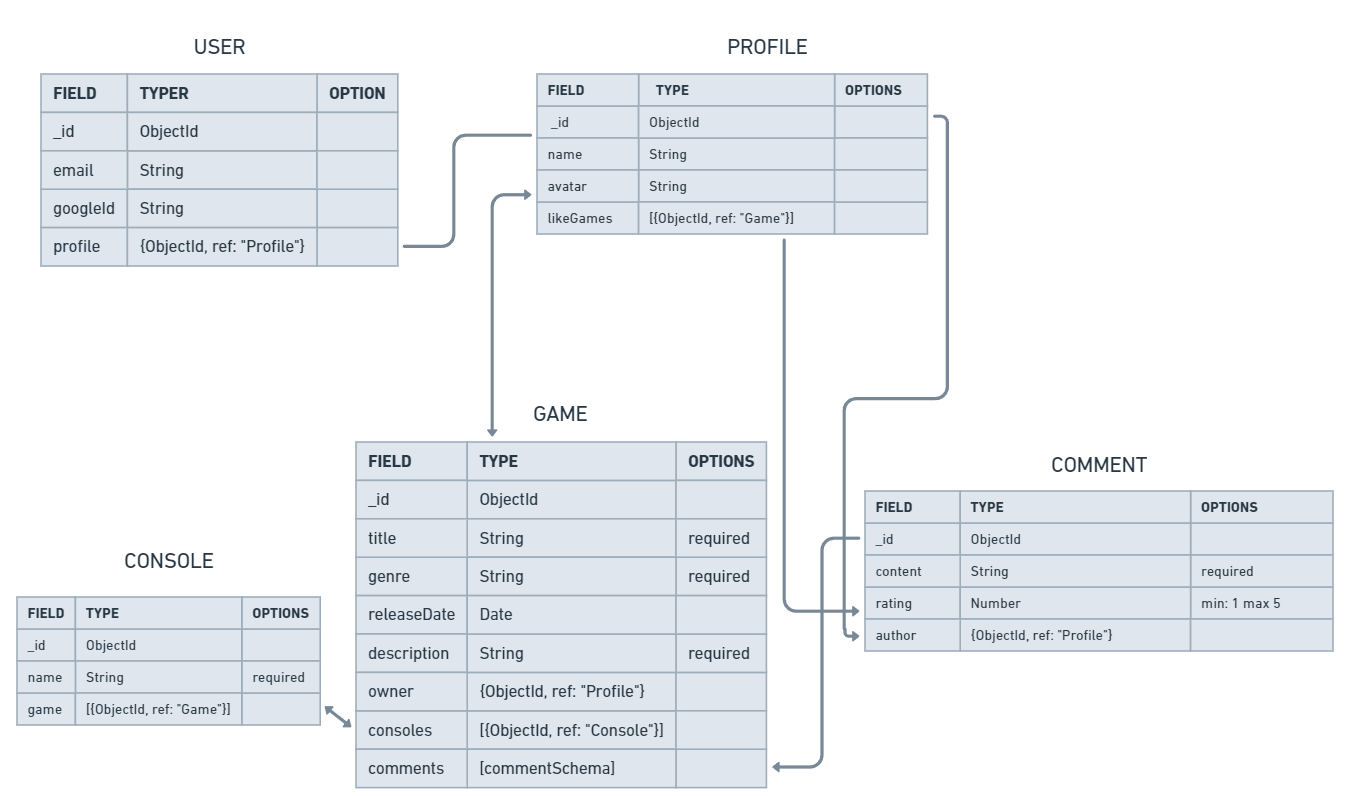 USER
FIELD TYPER OPTION
_id ObjectId
email String
googleId String
profile {ObjectId, ref: "Profile"}
PROFILE
FIELD TYPE OPTIONS
_id ObjectId
name String
avatar String
likeGames [{ObjectId, ref: "Game"}]
GAME
FIELD TYPE OPTIONS
_id ObjectId
title String required
genre String required
releaseDate Date
description String required
owner {ObjectId, ref: "Profile"}
consoles [{ObjectId, ref: "Console"}]
comments [commentSchema]
COMMENT
FIELD TYPE OPTIONS
_id ObjectId
content String required
rating Number min: 1 max 5
author {ObjectId, ref: "Profile"}
CONSOLE
FIELD TYPE OPTIONS
_id ObjectId
name String required
game [{ObjectId, ref: "Game"}]